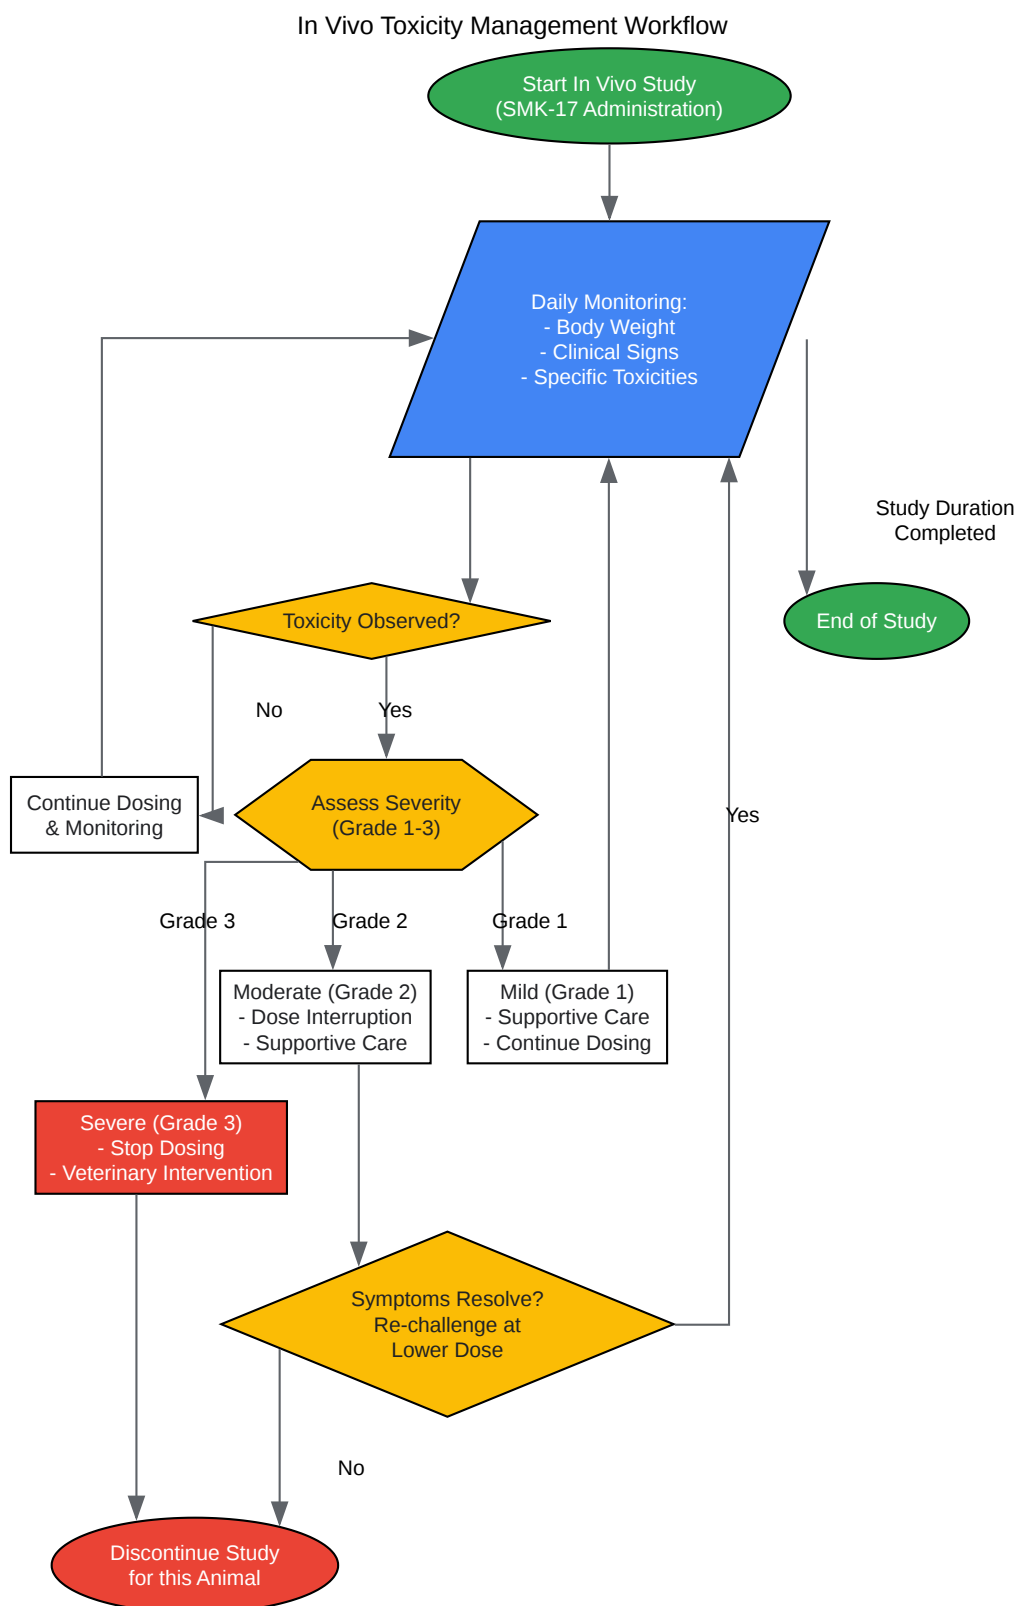 In Vivo Toxicity Management Workflow
Start In Vivo Study
(SMK-17 Administration)
Daily Monitoring:
- Body Weight
- Clinical Signs
- Specific Toxicities
Study Duration
Completed
Toxicity Observed?
End of Study
No
Yes
Continue Dosing
& Monitoring
Assess Severity
(Grade 1-3)
Yes
Grade 3
Grade 2
Grade 1
Moderate (Grade 2)
- Dose Interruption
- Supportive Care
Mild (Grade 1)
- Supportive Care
- Continue Dosing
Severe (Grade 3)
- Stop Dosing
- Veterinary Intervention
Symptoms Resolve?
Re-challenge at
Lower Dose
No
Discontinue Study
for this Animal